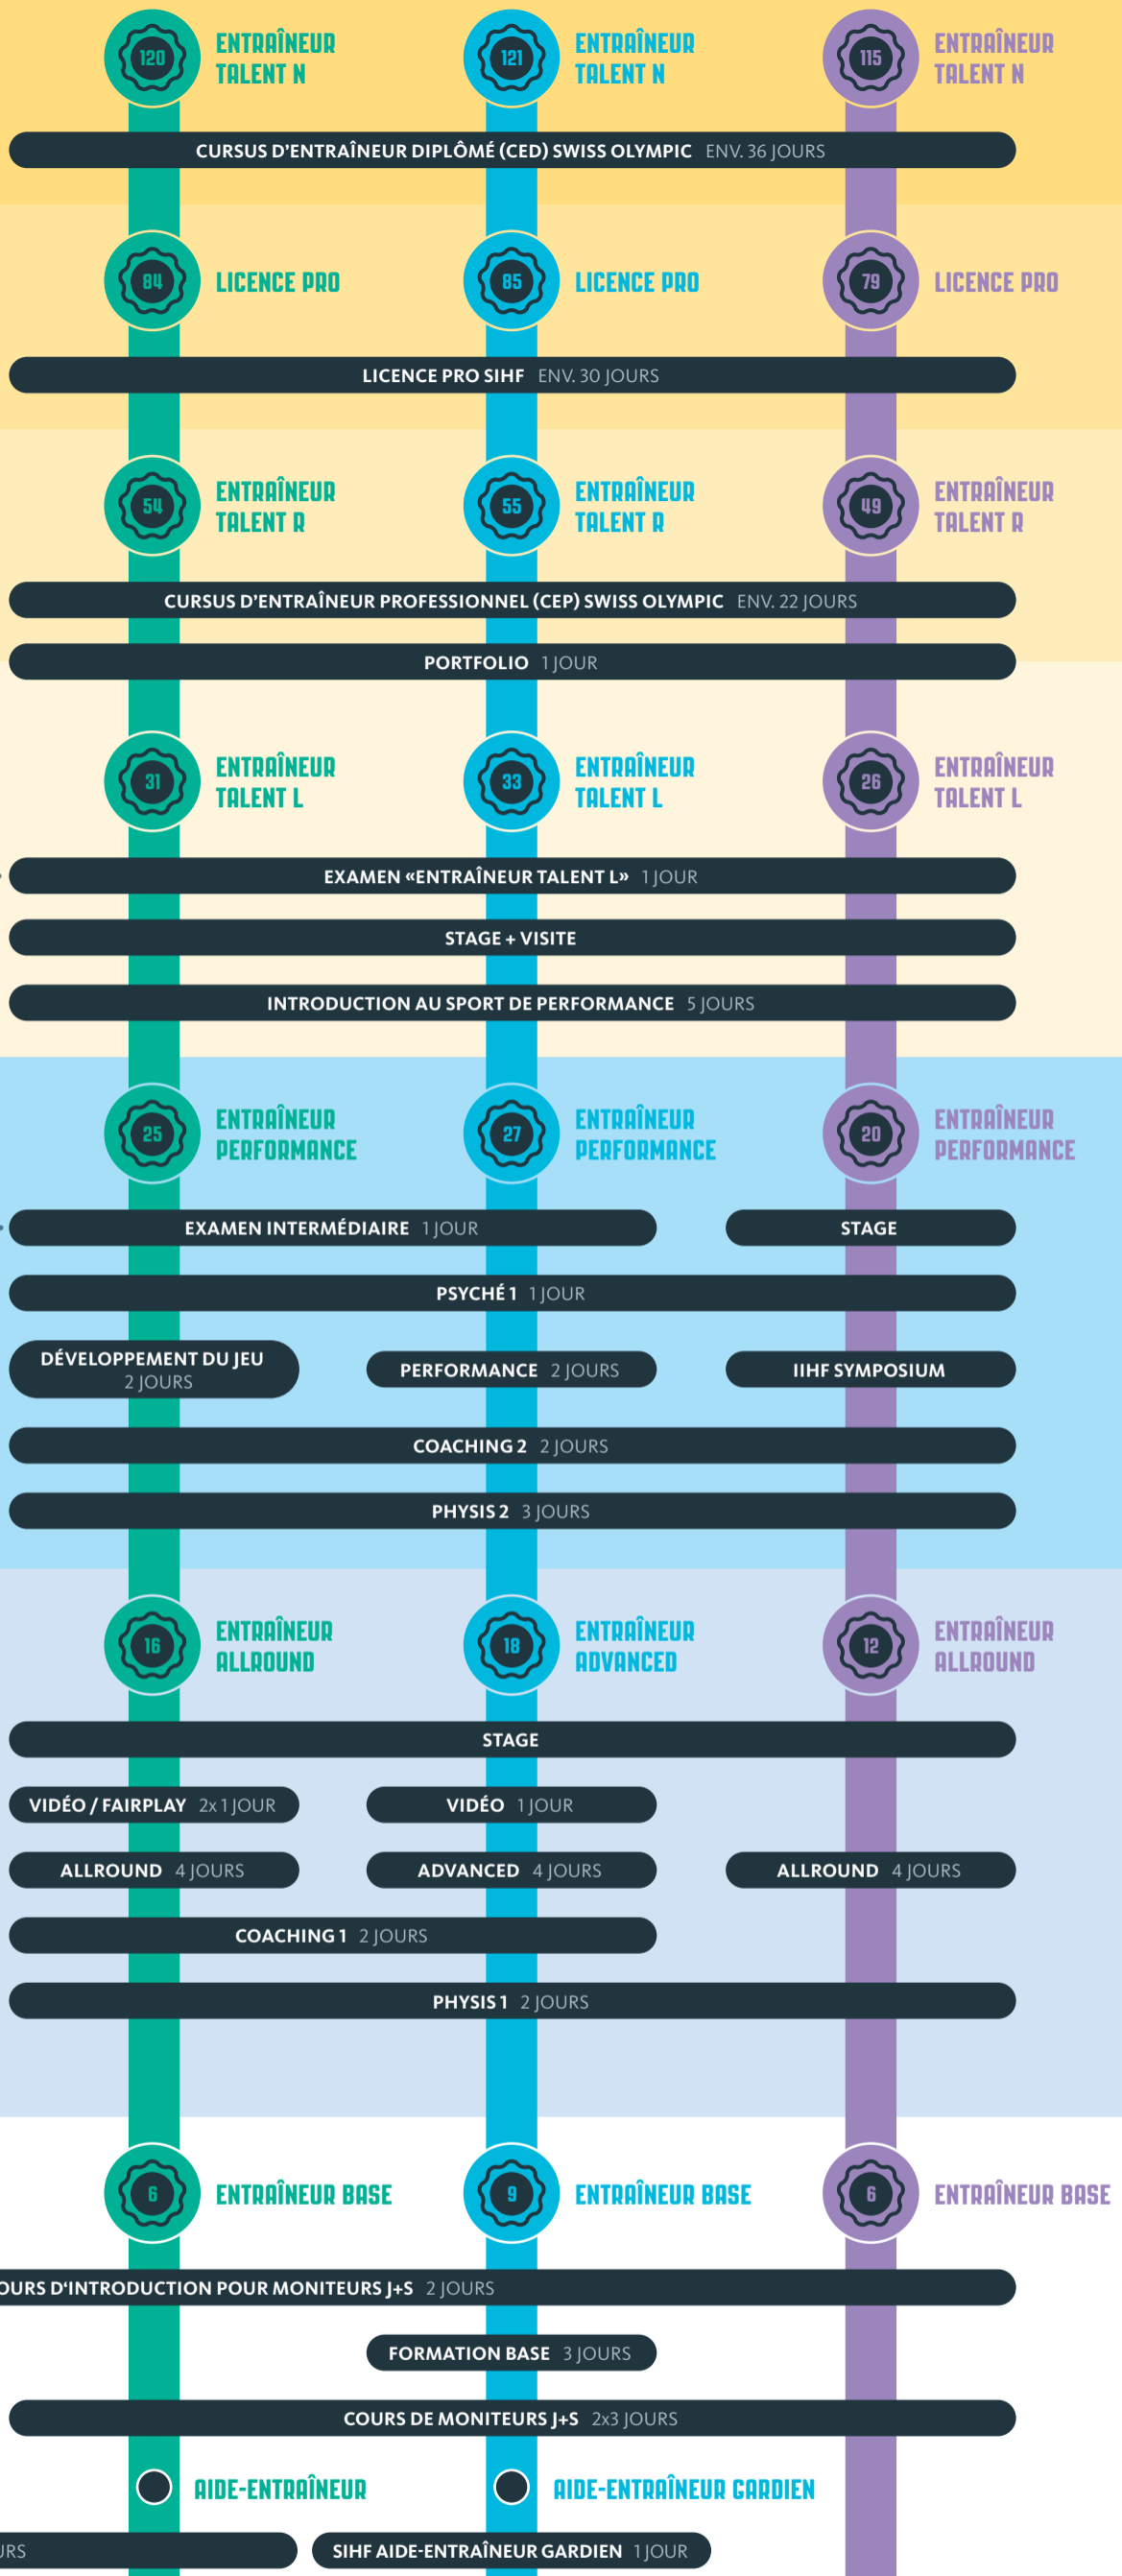 120 ENTRAÎNEUR TALENT N
121 ENTRAÎNEUR TALENT N
115 ENTRAÎNEUR TALENT N
CURSUS D’ENTRAÎNEUR DIPLÔMÉ (CED) SWISS OLYMPIC ENV. 36 JOURS
84 LICENCE PRO
85 LICENCE PRO
79 LICENCE PRO
LICENCE PRO SIHF ENV. 30 JOURS
54 ENTRAÎNEUR TALENT R
55 ENTRAÎNEUR TALENT R
49 ENTRAÎNEUR TALENT R
CURSUS D’ENTRAÎNEUR PROFESSIONNEL (CEP) SWISS OLYMPIC ENV. 22 JOURS
PORTFOLIO 1 JOUR
31 ENTRAÎNEUR TALENT L
33 ENTRAÎNEUR TALENT L
26 ENTRAÎNEUR TALENT L
EXAMEN «ENTRAÎNEUR TALENT L» 1 JOUR
STAGE + VISITE
INTRODUCTION AU SPORT DE PERFORMANCE 5 JOURS
25 ENTRAÎNEUR PERFORMANCE
27 ENTRAÎNEUR PERFORMANCE
20 ENTRAÎNEUR PERFORMANCE
EXAMEN INTERMÉDIAIRE 1 JOUR
STAGE
PSYCHÉ 1 1 JOUR
DÉVELOPPEMENT DU JEU
2 JOURS
PERFORMANCE 2 JOURS
IIHF SYMPOSIUM
COACHING 2 2 JOURS
PHYSIS 2 3 JOURS
16 ENTRAÎNEUR ALLROUND
18 ENTRAÎNEUR ADVANCED
12 ENTRAÎNEUR ALLROUND
STAGE
VIDÉO / FAIRPLAY 2x 1 JOUR
VIDÉO 1 JOUR
ALLROUND 4 JOURS
ADVANCED 4 JOURS
ALLROUND 4 JOURS
COACHING 1 2 JOURS
PHYSIS 1 2 JOURS
6 ENTRAÎNEUR BASE
9 ENTRAÎNEUR BASE
6 ENTRAÎNEUR BASE
OURS D‘INTRODUCTION POUR MONITEURS J+S 2 JOURS
FORMATION BASE 3 JOURS
COURS DE MONITEURS J+S 2x3 JOURS
AIDE-ENTRAÎNEUR
AIDE-ENTRAÎNEUR GARDIEN
URS
SIHF AIDE-ENTRAÎNEUR GARDIEN 1 JOUR